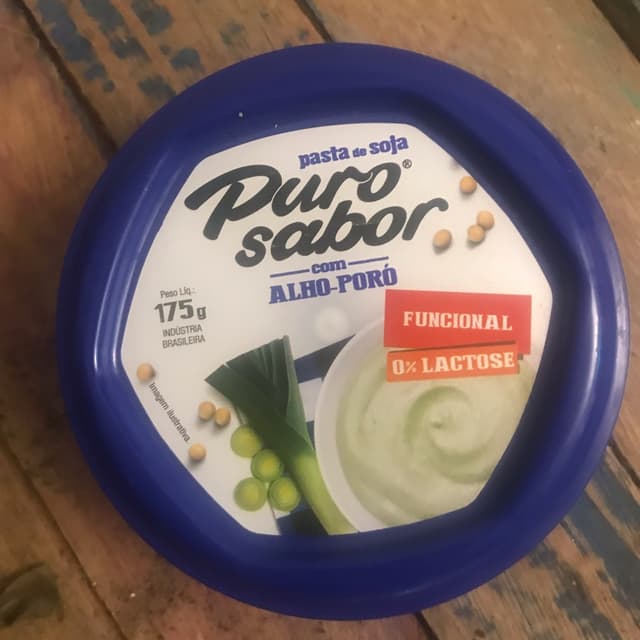 pasta de soja
Puro®
sabor
com
ALHO-PORÓ
Peso Líq.:
175g
INDÚSTRIA
BRASILEIRA
FUNCIONAL
0% LACTOSE
Imagem ilustrativa.